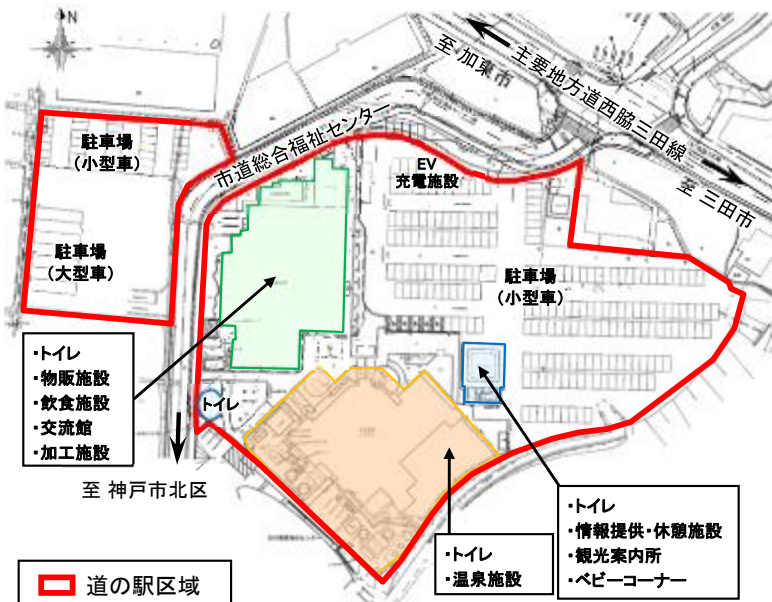 N
至 加東市
主要地方道西脇三田線
至 三田市
市道総合福祉センター
駐車場
(小型車)
EV
充電施設
駐車場
(大型車)
駐車場
(小型車)
・トイレ
・物販施設
・飲食施設
・交流館
・加工施設
トイレ
至 神戸市北区
・トイレ
・温泉施設
・トイレ
・情報提供・休憩施設
・観光案内所
・ベビーコーナー
道の駅区域